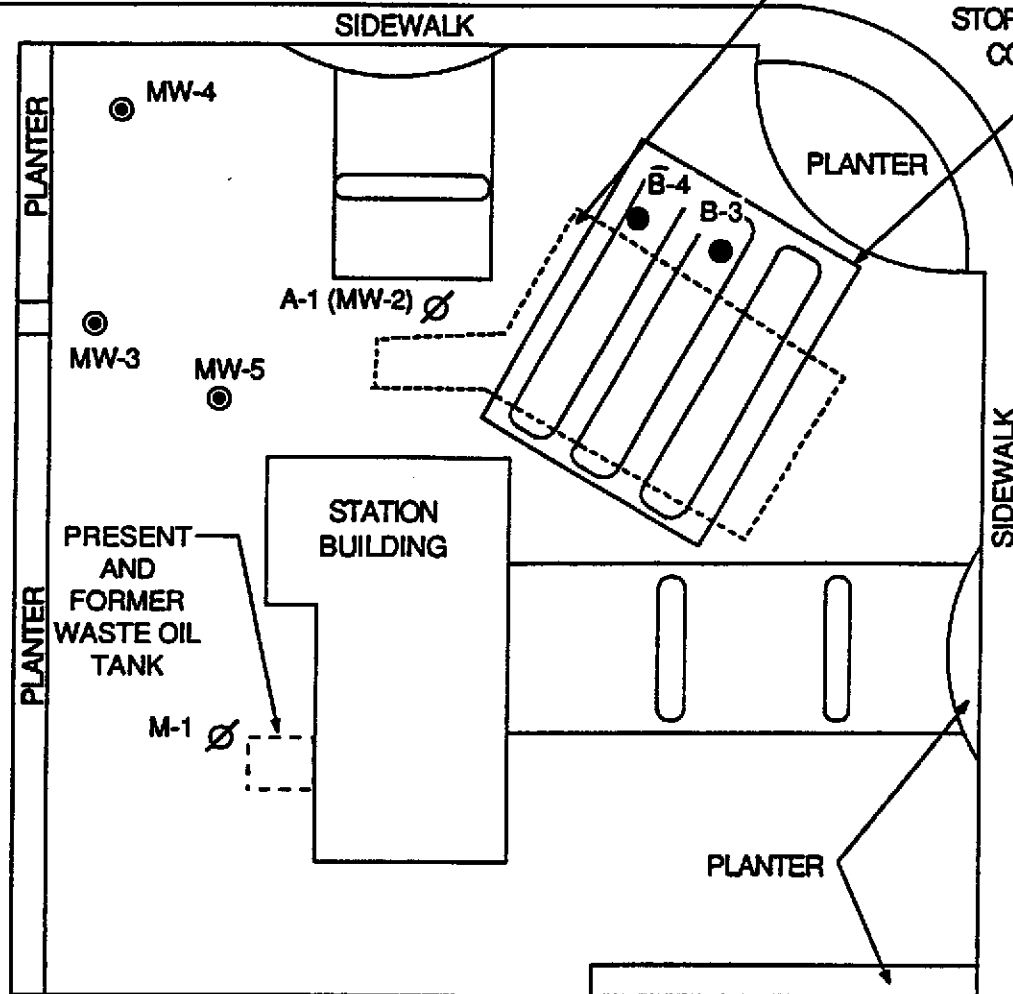 SIDEWALK
MW-4
PLANTER
PLANTER
B-4
B-3
A-1 (MW-2)
MW-3
MW-5
SIDEWALK
STATION
BUILDING
PRESENT
AND
FORMER
WASTE OIL
TANK
PLANTER
M-1
PLANTER